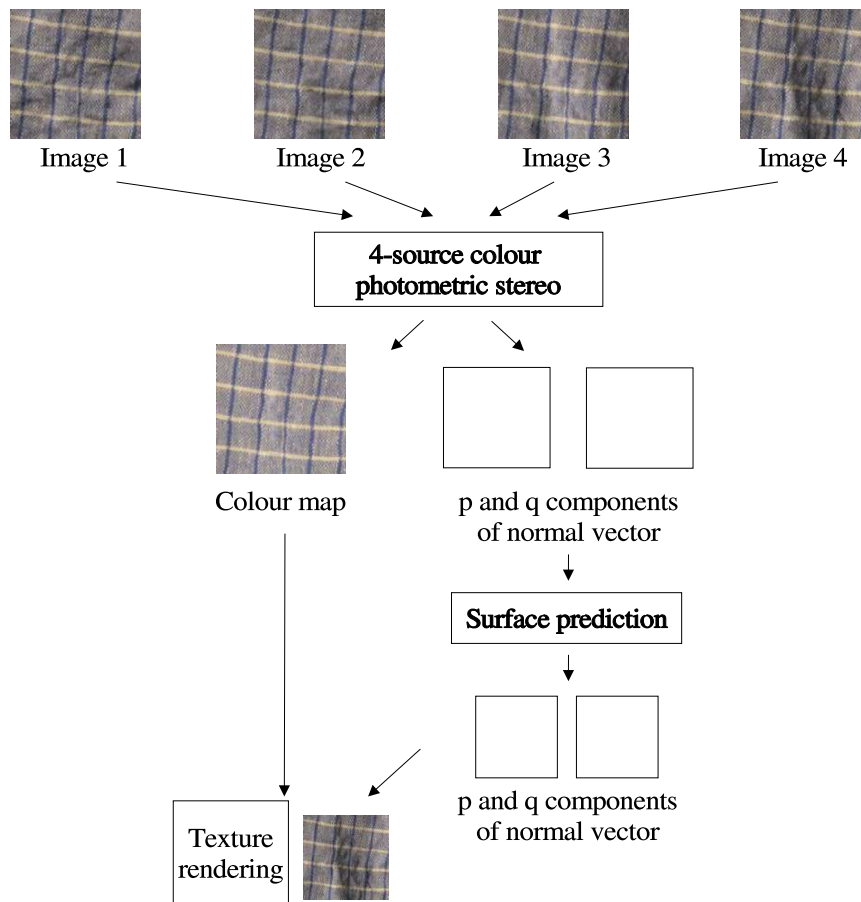 Image 1
Image 2
Image 3
Image 4
4-source colour
photometric stereo
Colour map
p and q components
of normal vector
Surface prediction
p and q components
of normal vector
Texture
rendering